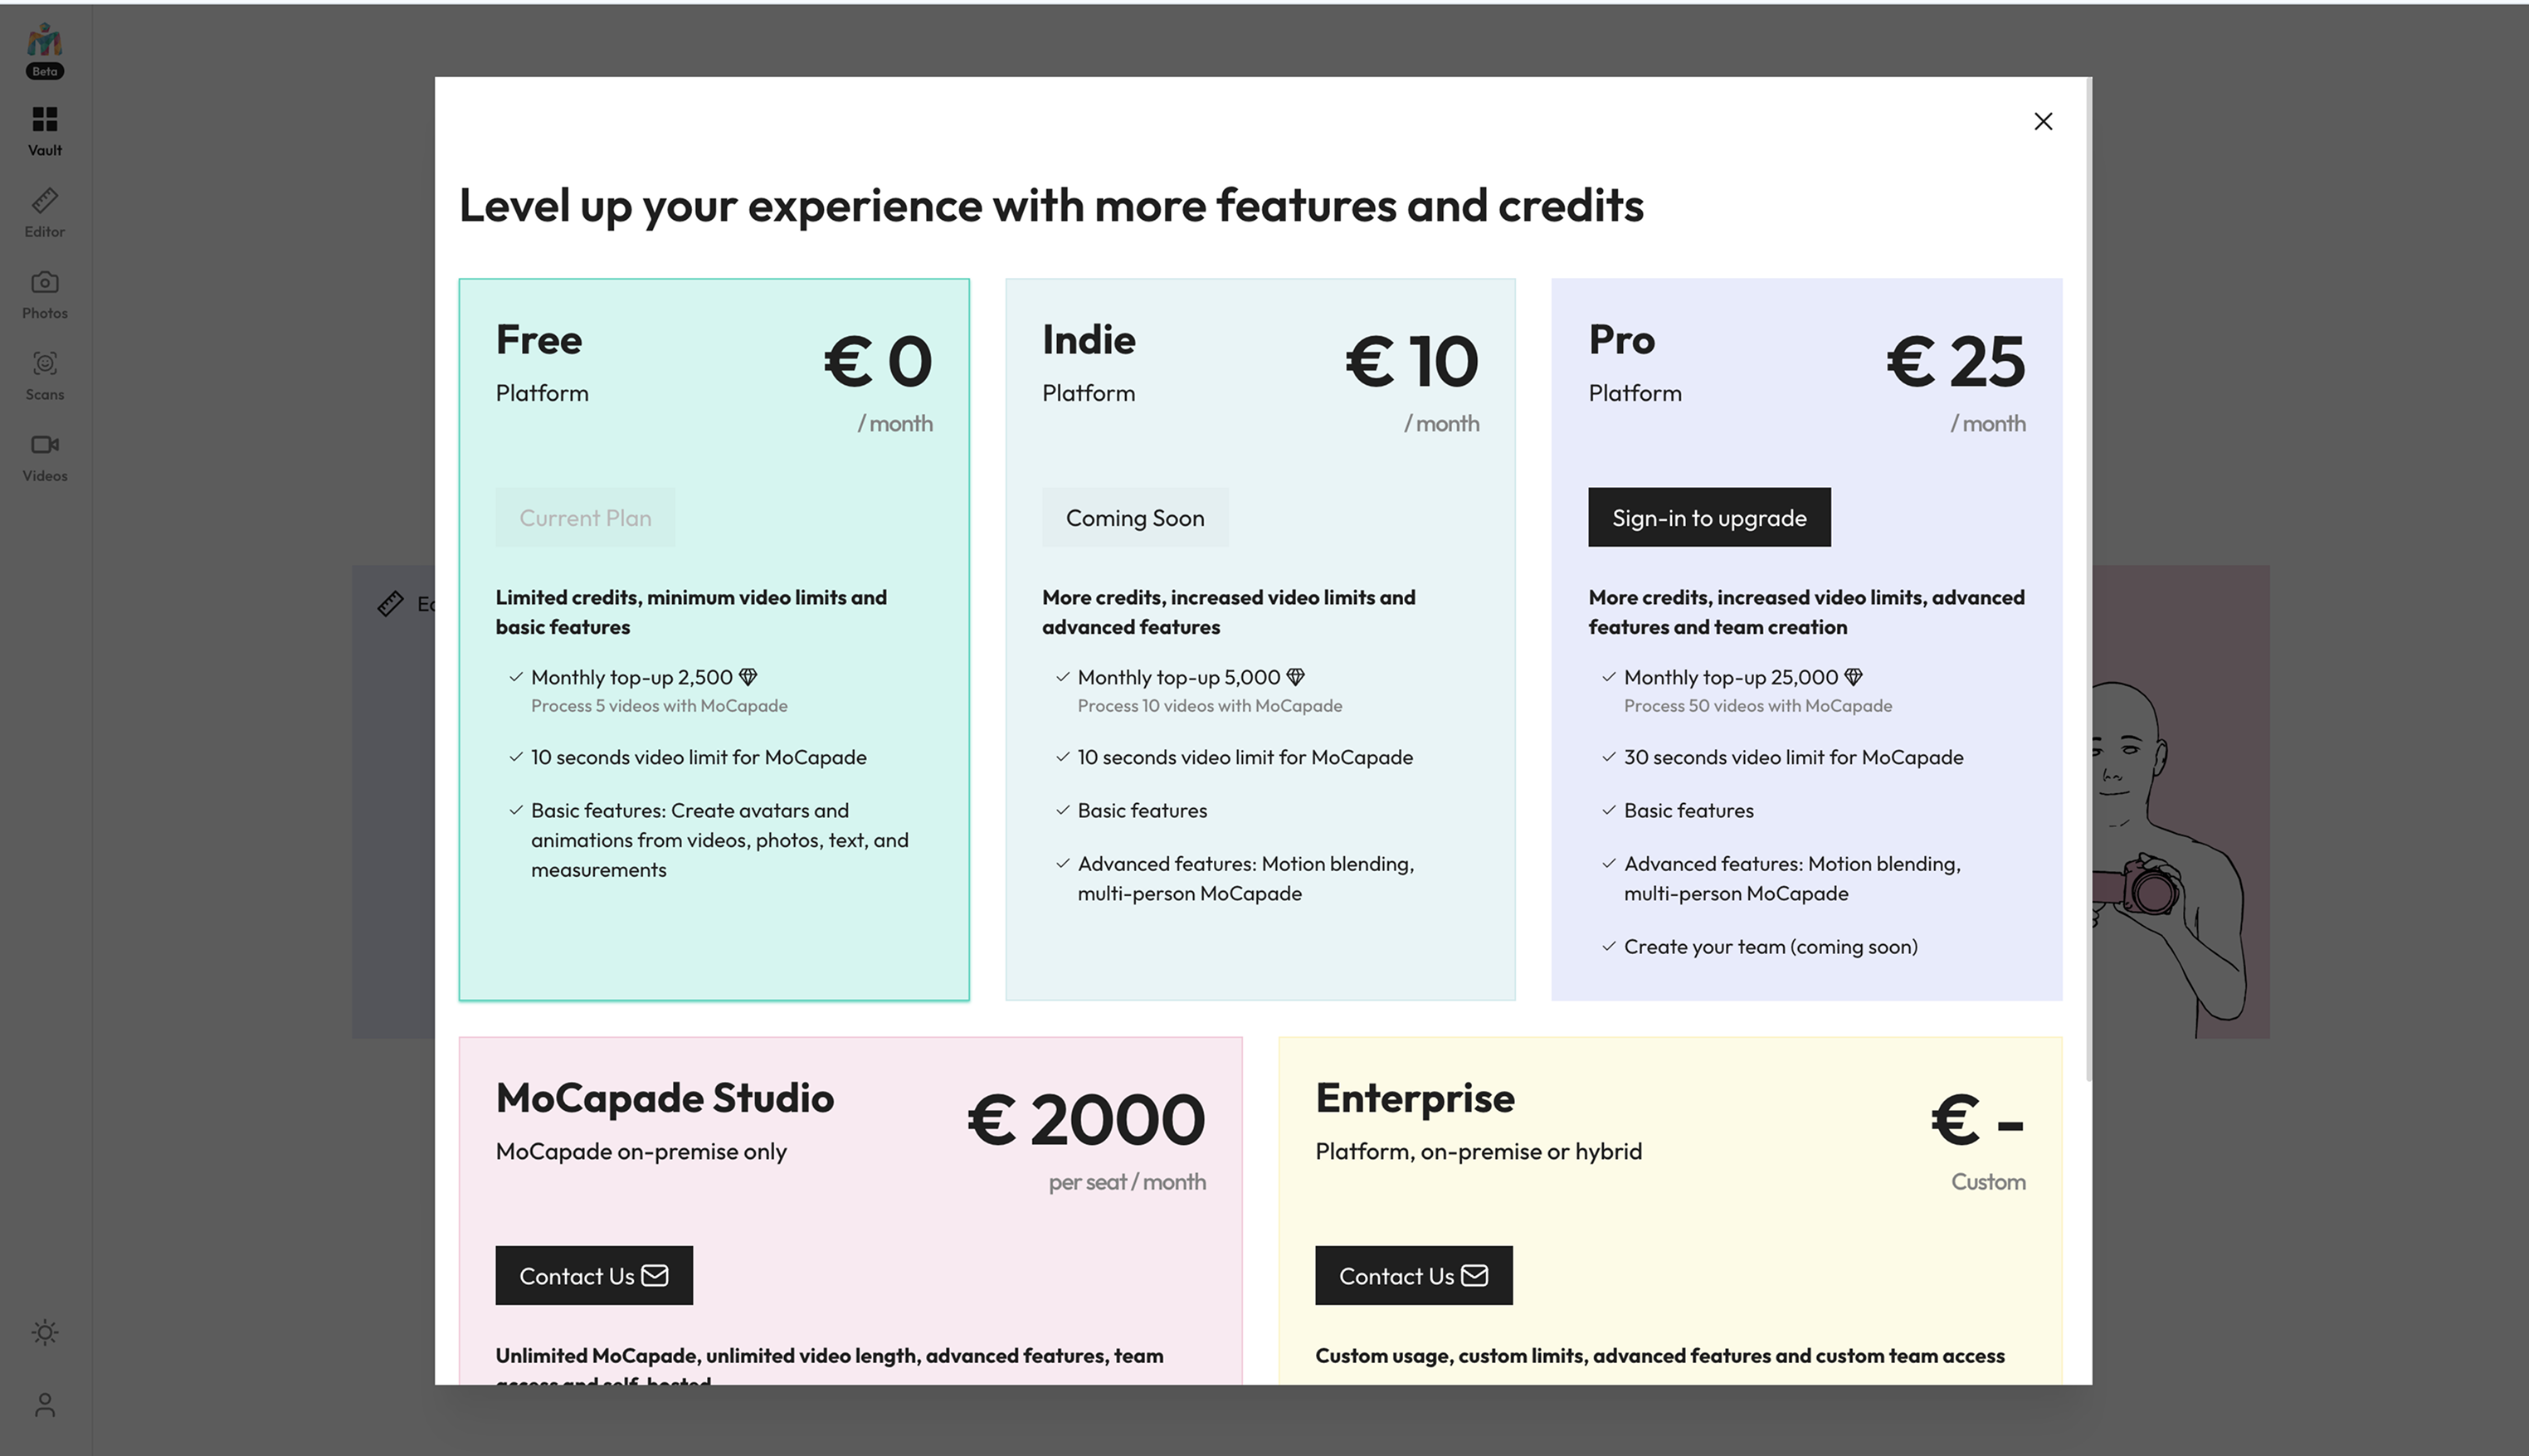 Beta
Vault
Editor
Photos
Scans
Videos
Level up your experience with more features and credits
Free
Platform
€ 0
/ month
Current Plan
Limited credits, minimum video limits and
basic features
Monthly top-up 2,500
Process 5 videos with MoCapade
10 seconds video limit for MoCapade
Basic features: Create avatars and
animations from videos, photos, text, and
measurements
Indie
Platform
€ 10
/ month
Coming Soon
More credits, increased video limits and
advanced features
Monthly top-up 5,000
Process 10 videos with MoCapade
10 seconds video limit for MoCapade
Basic features
Advanced features: Motion blending,
multi-person MoCapade
Pro
Platform
€ 25
/ month
Sign-in to upgrade
More credits, increased video limits, advanced
features and team creation
Monthly top-up 25,000
Process 50 videos with MoCapade
30 seconds video limit for MoCapade
Basic features
Advanced features: Motion blending,
multi-person MoCapade
Create your team (coming soon)
MoCapade Studio
MoCapade on-premise only
€ 2000
per seat / month
Contact Us
Unlimited MoCapade, unlimited video length, advanced features, team
access and self-hosted
Enterprise
Platform, on-premise or hybrid
€ -
Custom
Contact Us
Custom usage, custom limits, advanced features and custom team access